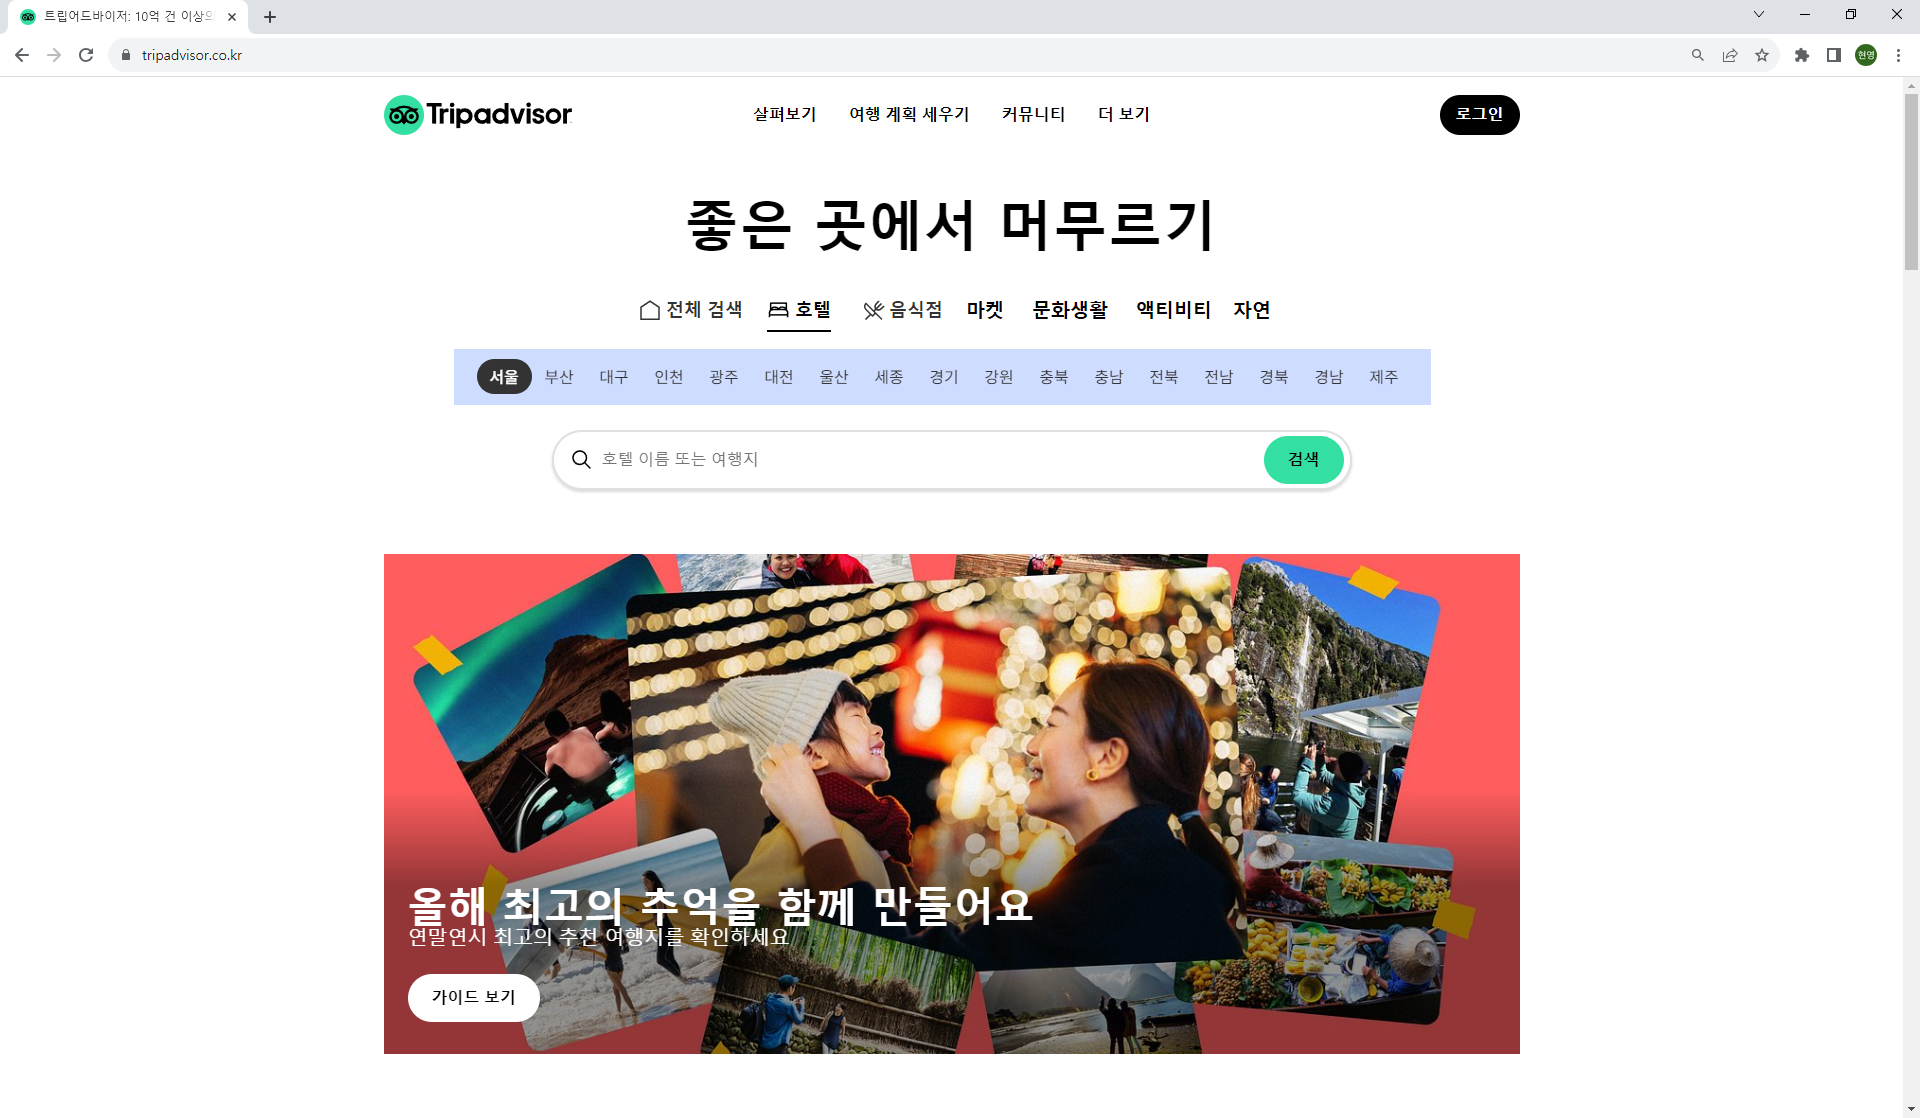 트립어드바이저: 10억 건 이상의
tripadvisor.co.kr
현영
Tripadvisor
살펴보기 여행 계획 세우기 커뮤니티 더 보기
로그인
좋은 곳에서 머무르기
전체 검색 호텔 음식점 마켓 문화생활 액티비티 자연
서울 부산 대구 인천 광주 대전 울산 세종 경기 강원 충북 충남 전북 전남 경북 경남 제주
호텔 이름 또는 여행지
검색
올해 최고의 추억을 함께 만들어요
연말연시 최고의 추천 여행지를 확인하세요
가이드 보기